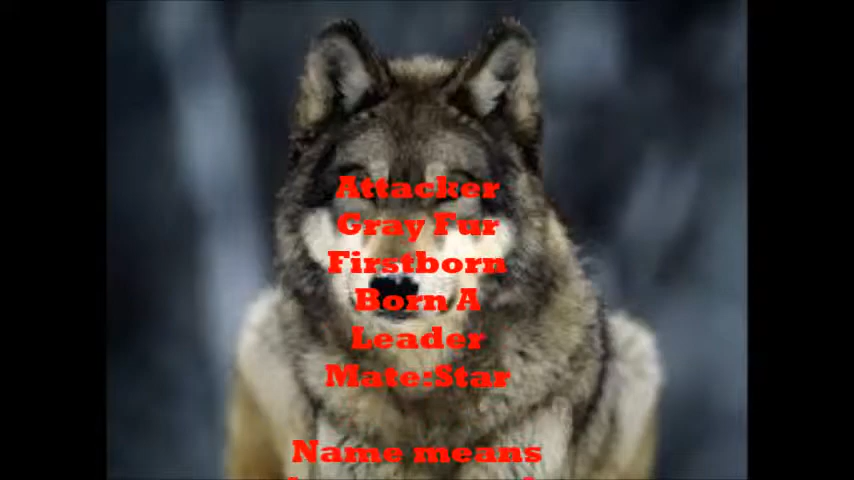 Attacker
Gray Fur
Firstborn
Born A
Leader
Mate:Star
Name means